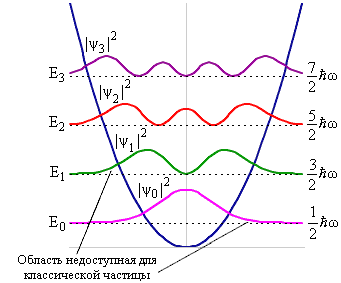 |ψ₃|²
E₃
7/2 ħω
|ψ₂|²
E₂
5/2 ħω
|ψ₁|²
E₁
3/2 ħω
|ψ₀|²
E₀
1/2 ħω
Область недоступная для
классической частицы